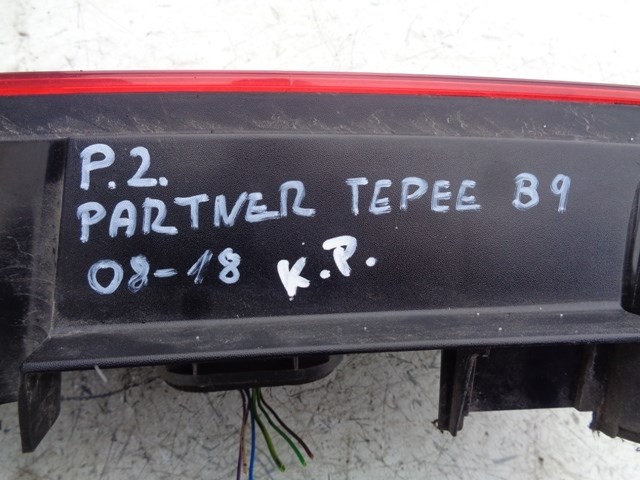 P.2.
PARTNER TEPEE B9
08-18 K.P.